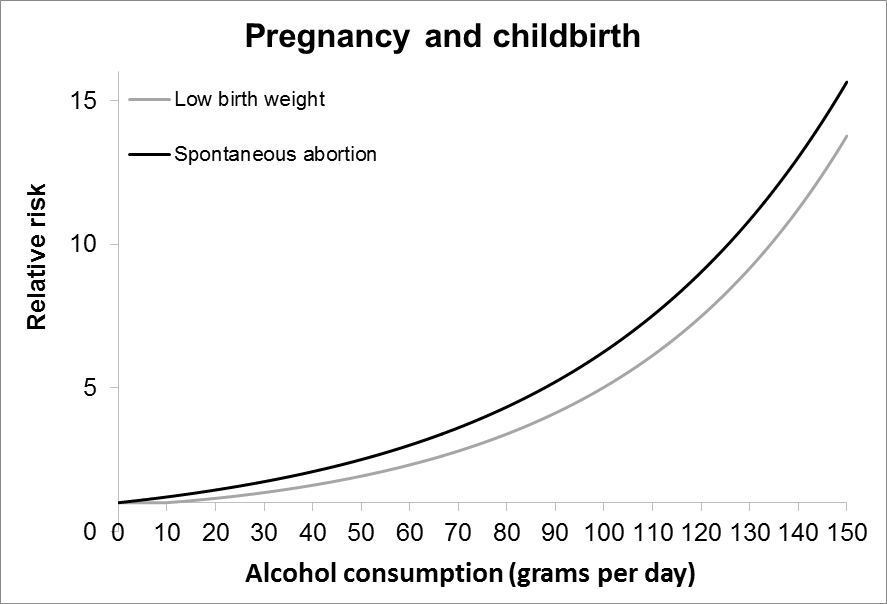 Pregnancy and childbirth
Low birth weight
Spontaneous abortion
Relative risk
15
10
5
0
0 10 20 30 40 50 60 70 80 90 100 110 120 130 140 150
Alcohol consumption (grams per day)